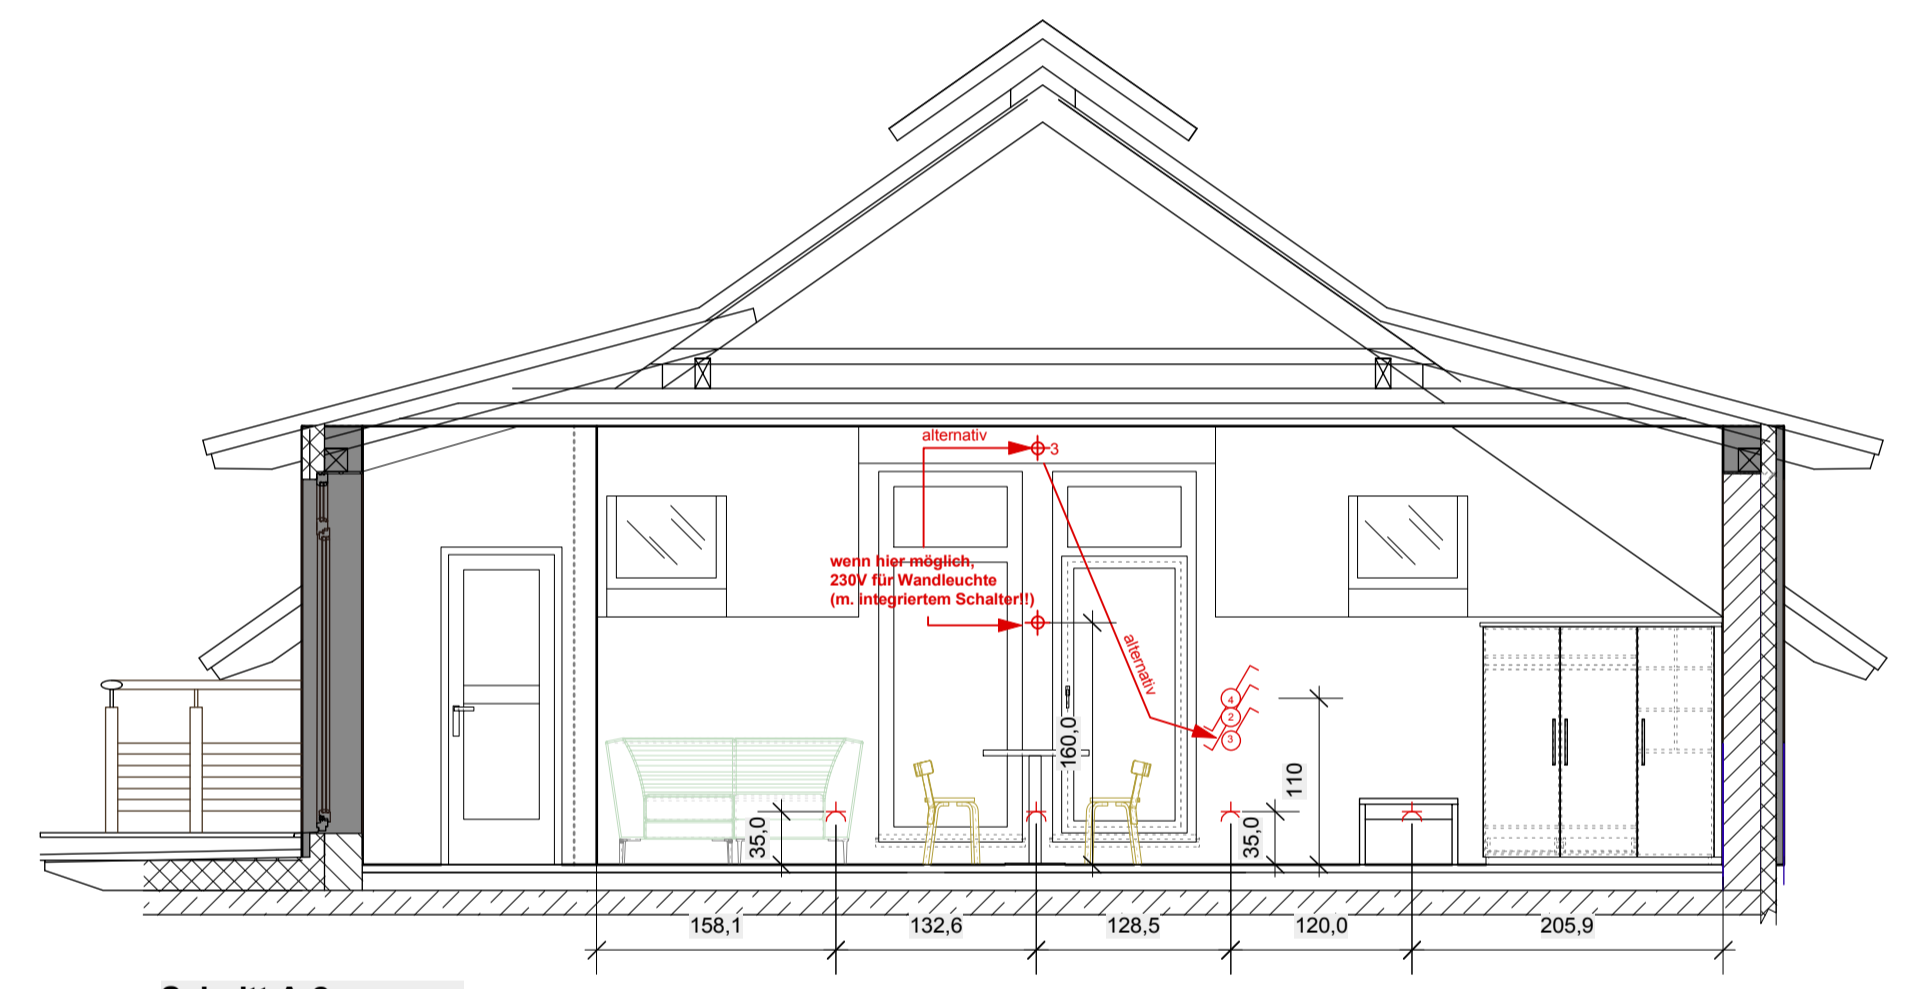 alternativ
3
wenn hier möglich,
230V für Wandleuchte
(m. integriertem Schalter!!)
alternativ
4
2
3
160,0
110
35,0
35,0
158,1
132,6
128,5
120,0
205,9